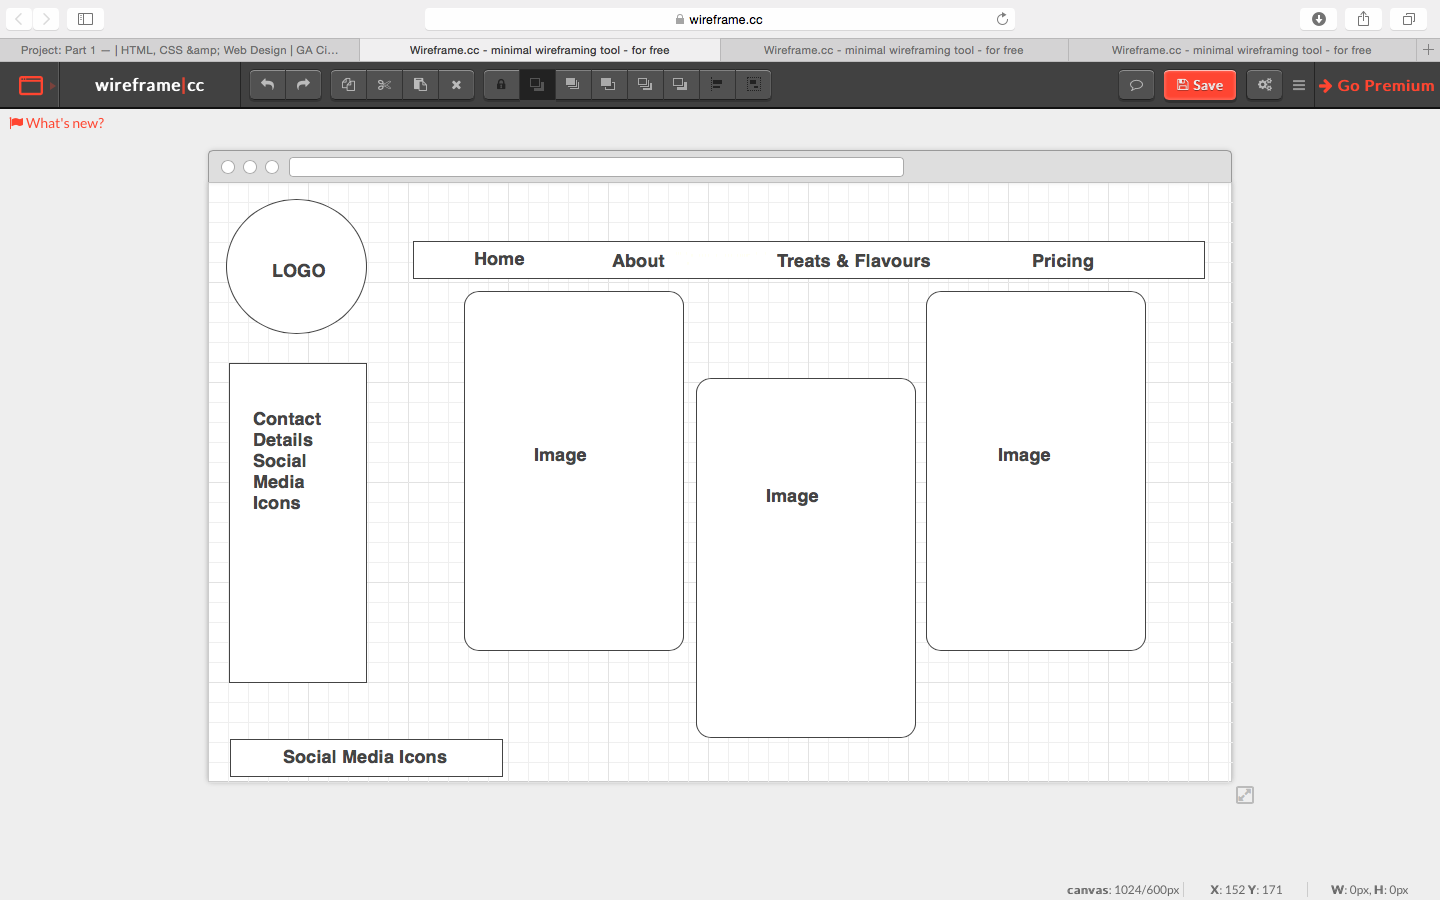 wireframe.cc
Project: Part 1 — | HTML, CSS &amp; Web Design | GA Ci...
Wireframe.cc - minimal wireframing tool - for free
Wireframe.cc - minimal wireframing tool - for free
Wireframe.cc - minimal wireframing tool - for free
wireframe|cc
Save
Go Premium
What's new?
LOGO
Home
About
Treats & Flavours
Pricing
Contact
Details
Social
Media
Icons
Image
Image
Image
Social Media Icons
canvas: 1024/600px
X: 152 Y: 171
W: 0px, H: 0px